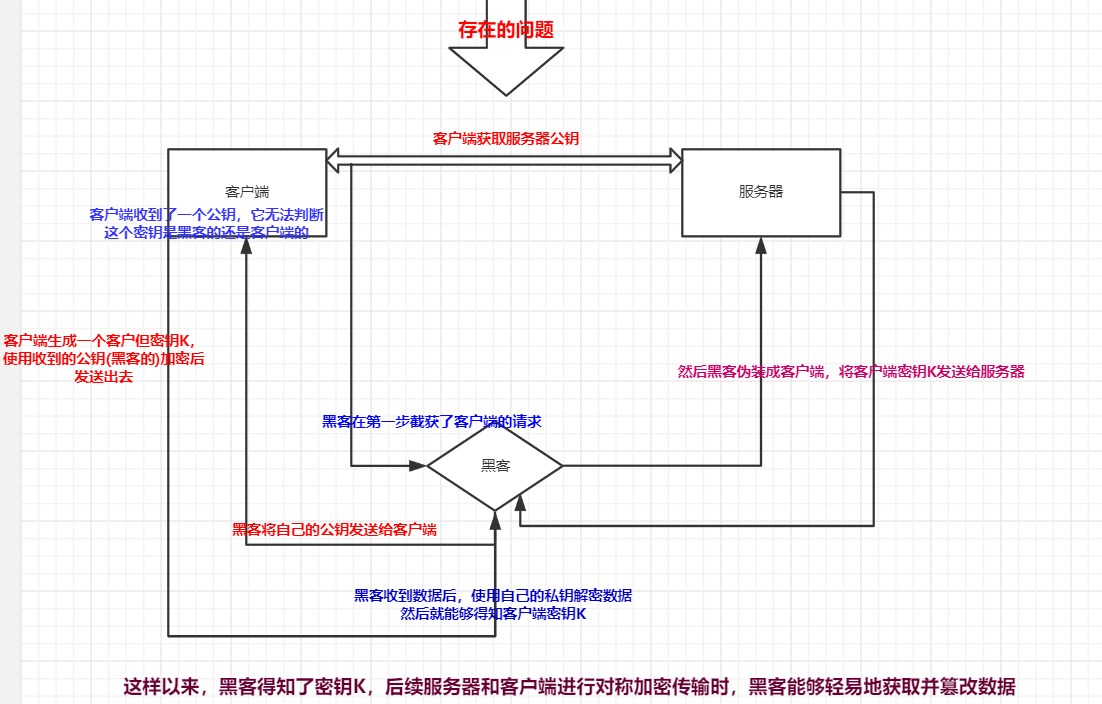 存在的问题
客户端获取服务器公钥
客户端
服务器
客户端收到了一个公钥，它无法判断
这个密钥是黑客的还是客户端的
客户端生成一个客户但密钥K，
使用收到的公钥(黑客的)加密后
发送出去
然后黑客伪装成客户端，将客户端密钥K发送给服务器
黑客在第一步截获了客户端的请求
黑客
黑客将自己的公钥发送给客户端
黑客收到数据后，使用自己的私钥解密数据
然后就能够得知客户端密钥K
这样以来，黑客得知了密钥K，后续服务器和客户端进行对称加密传输时，黑客能够轻易地获取并篡改数据